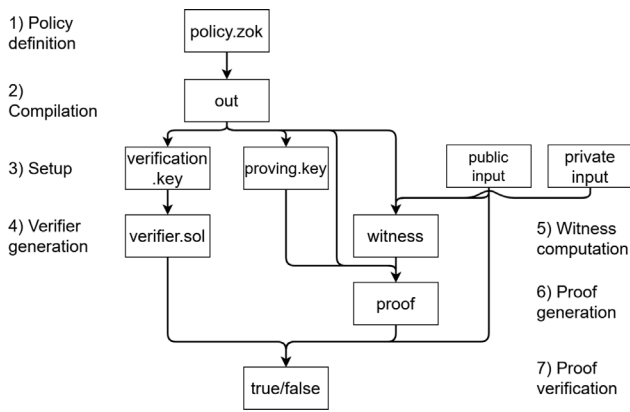 1) Policy
definition
policy.zok
2)
Compilation
out
3) Setup
verification
.key
proving.key
public
input
private
input
4) Verifier
generation
verifier.sol
witness
5) Witness
computation
proof
6) Proof
generation
true/false
7) Proof
verification